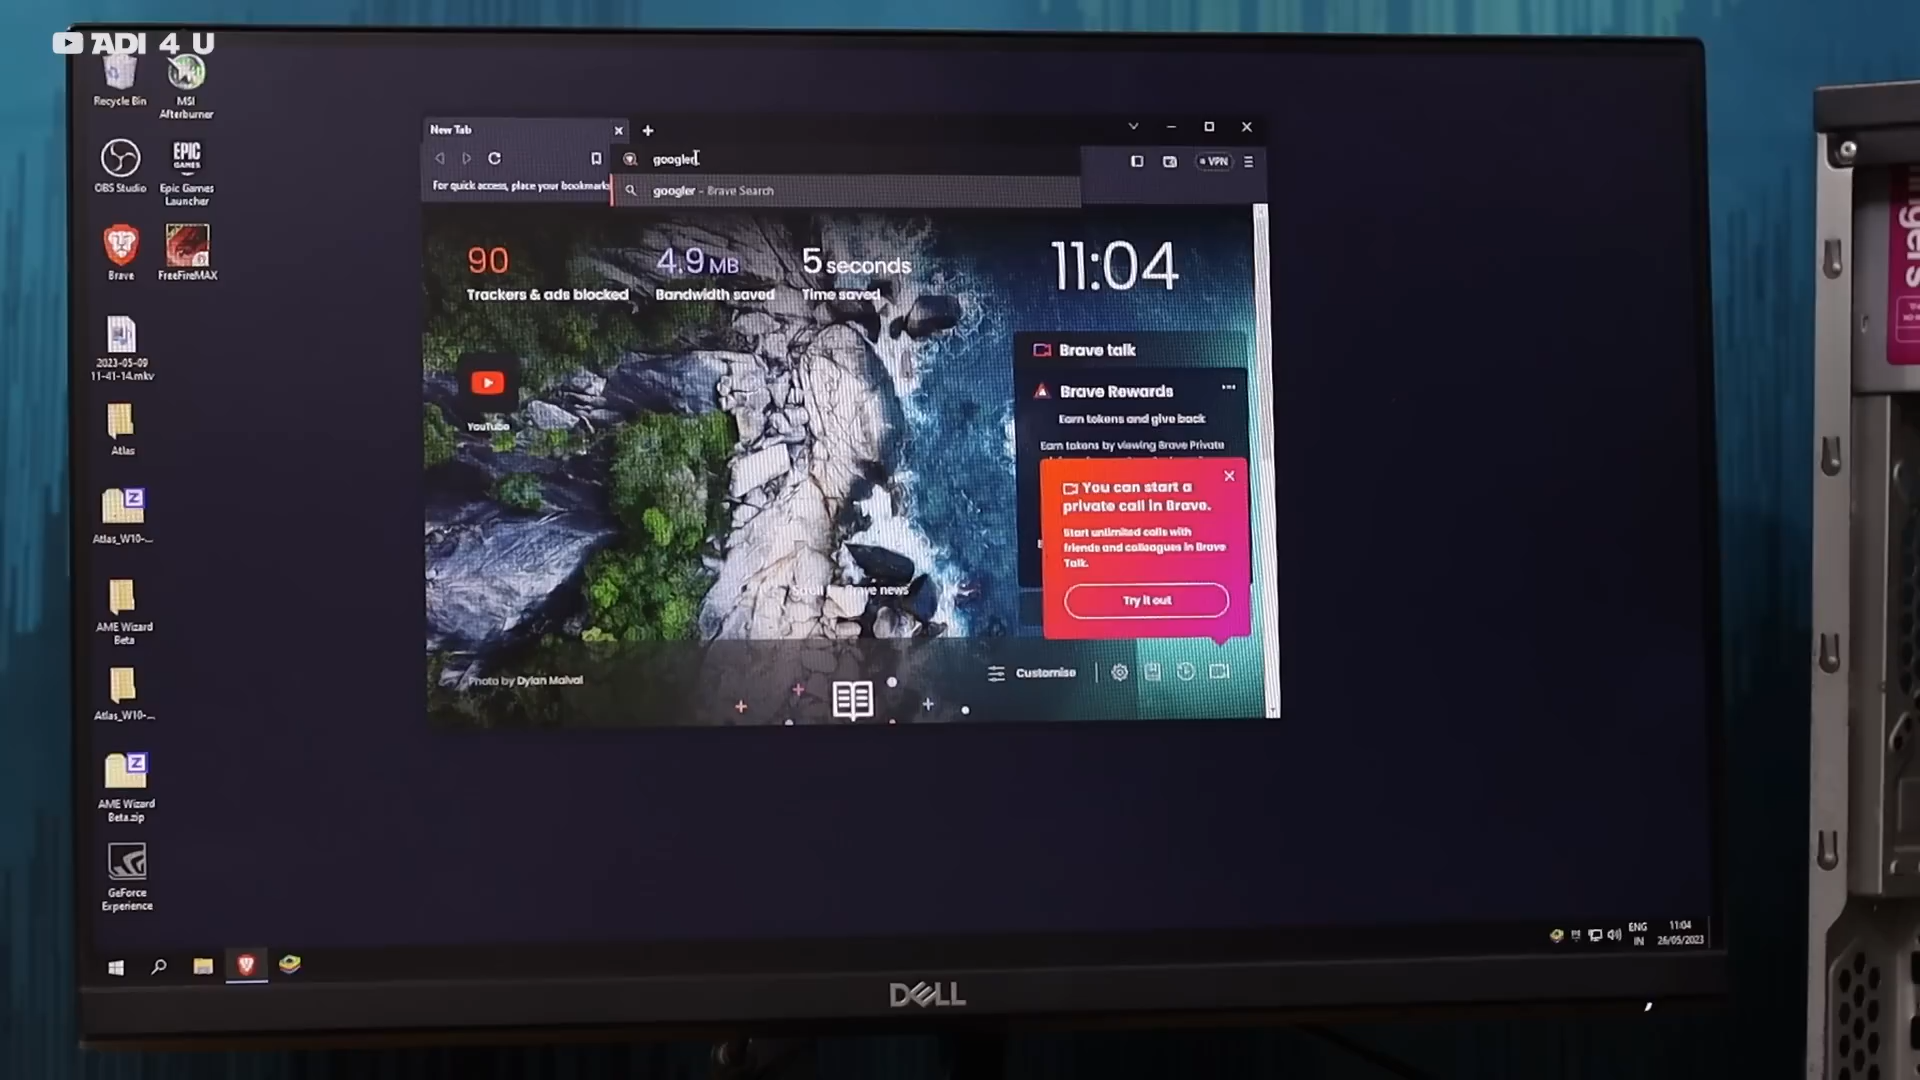 ADI 4 U
Recycle Bin
MSI
Afterburner
OBS Studio
EPIC
GAMES
Epic Games
Launcher
Brave
FreeFireMAX
2023-05-09
11-41-14.mkv
Atlas
Atlas_W10-...
AME Wizard
Beta
Atlas_W10-...
AME Wizard
Beta.zip
GeForce
Experience
New Tab
googler
VPN
For quick access, place your bookmarks
googler - Brave Search
90
Trackers & ads blocked
4.9 MB
Bandwidth saved
5 seconds
Time saved
11:04
YouTube
Brave talk
Brave Rewards
Earn tokens and give back
Earn tokens by viewing Brave Private
You can start a
private call in Brave.
Start unlimited calls with
friends and colleagues in Brave
Talk.
Try it out
Photo by Dylan Malval
Customise
ENG
IN
11:04
26/05/2023
DELL